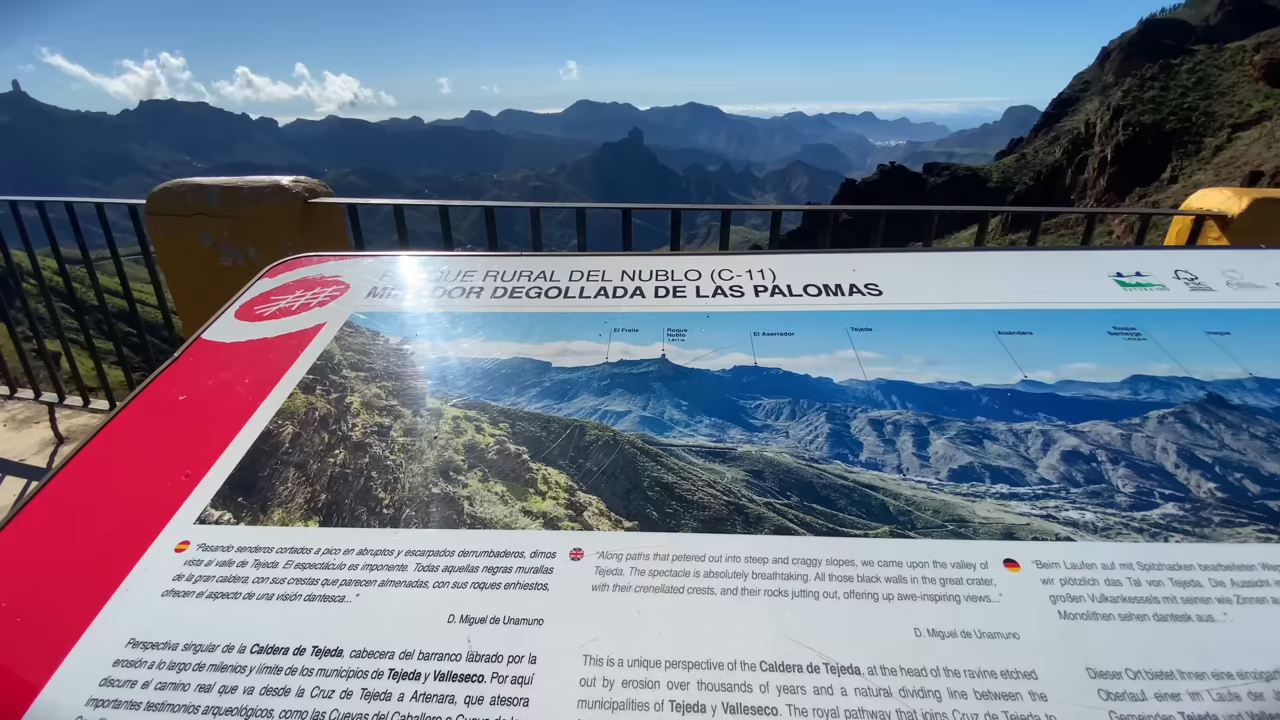 PARQUE RURAL DEL NUBLO (C-11)
MIRADOR DEGOLLADA DE LAS PALOMAS
El Fraile
Roque
Nublo
El Aserrador
Tejeda
Roque
Bentayga
"Pasando senderos cortados a pico en abruptos y escarpados derrumbaderos, dimos
vista al valle de Tejeda. El espectáculo es imponente. Todas aquellas negras murallas
de la gran caldera, con sus crestas que parecen almenadas, con sus roques enhiestos,
ofrecen el aspecto de una visión dantesca..."
D. Miguel de Unamuno
Perspectiva singular de la Caldera de Tejeda, cabecera del barranco labrado por la
erosión a lo largo de milenios y límite de los municipios de Tejeda y Valleseco. Por aquí
discurre el camino real que va desde la Cruz de Tejeda a Artenara, que atesora
importantes testimonios arqueológicos, como las Cuevas del Caballero o Cueva de
"Along paths that petered out into steep and craggy slopes, we came upon the valley of
Tejeda. The spectacle is absolutely breathtaking. All those black walls in the great crater,
with their crenellated crests, and their rocks jutting out, offering up awe-inspiring views..."
D. Miguel de Unamuno
This is a unique perspective of the Caldera de Tejeda, at the head of the ravine etched
out by erosion over thousands of years and a natural dividing line between the
municipalities of Tejeda y Valleseco. The royal pathway that joins Cruz de Tejeda to
"Beim Laufen auf mit Spitzhacken bearbeiteten
wir plötzlich das Tal von Tejeda. Die Aussicht
großen Vulkankessels mit seinen wie Zinnen
Monolithen sehen dantesk aus..."
Dieser Ort bietet Ihnen eine
Oberlauf einer im Laufe der
Gemeinden